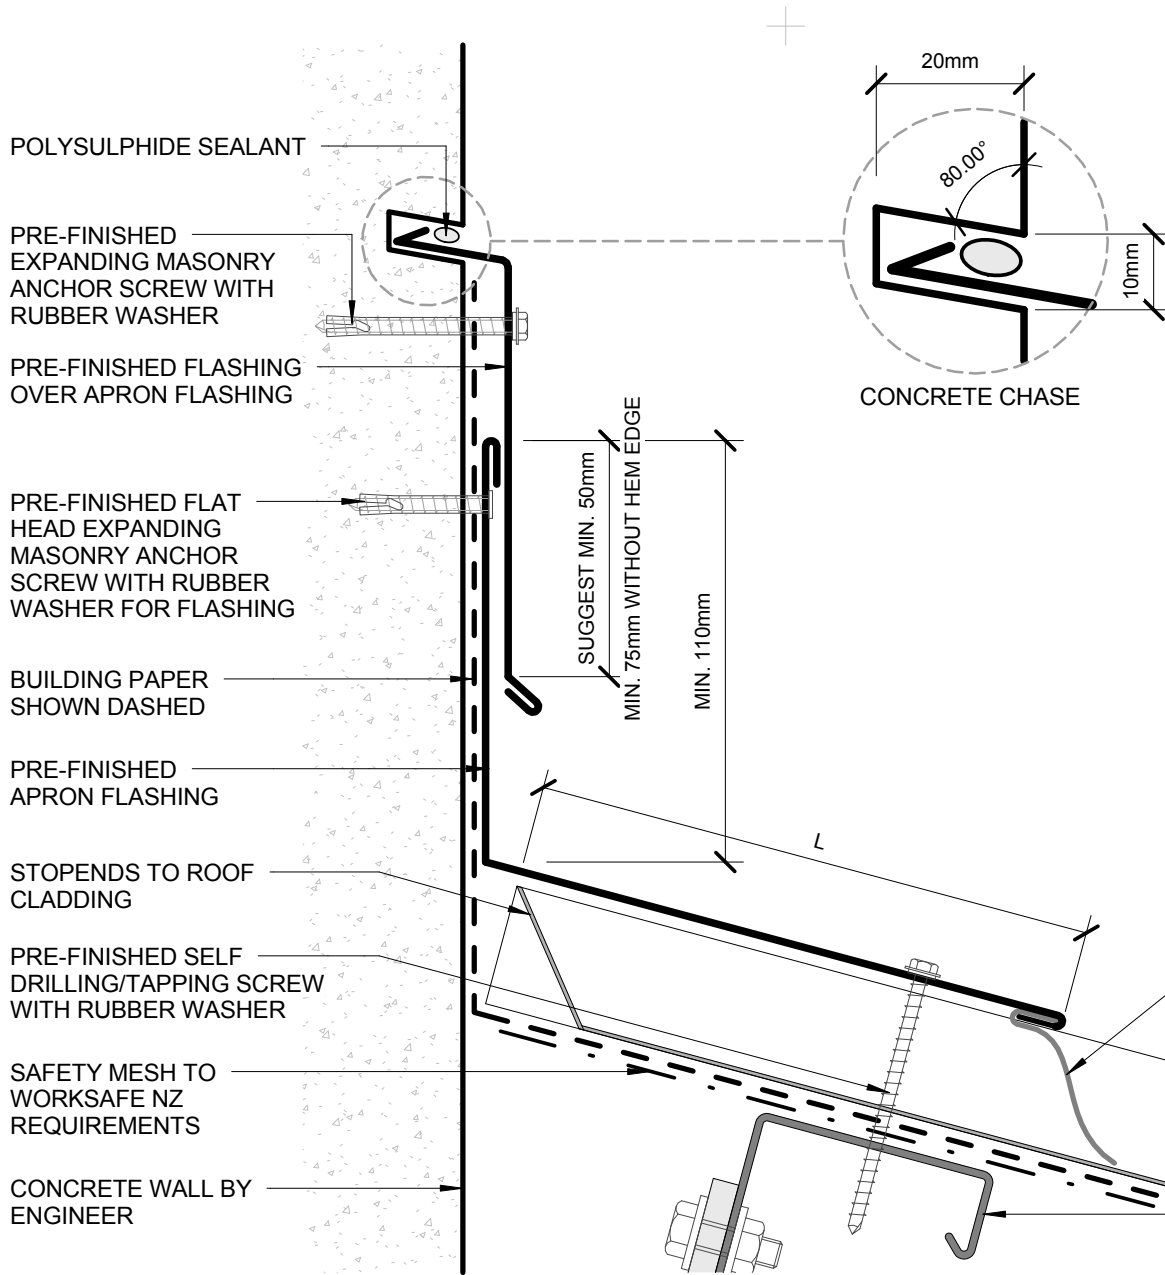 POLYSULPHIDE SEALANT
PRE-FINISHED
EXPANDING MASONRY
ANCHOR SCREW WITH
RUBBER WASHER
PRE-FINISHED FLASHING
OVER APRON FLASHING
PRE-FINISHED FLAT
HEAD EXPANDING
MASONRY ANCHOR
SCREW WITH RUBBER
WASHER FOR FLASHING
BUILDING PAPER
SHOWN DASHED
PRE-FINISHED
APRON FLASHING
STOPENDS TO ROOF
CLADDING
PRE-FINISHED SELF
DRILLING/TAPPING SCREW
WITH RUBBER WASHER
SAFETY MESH TO
WORKSAFE NZ
REQUIREMENTS
CONCRETE WALL BY
ENGINEER
20mm
80.00°
10mm
CONCRETE CHASE
SUGGEST MIN. 50mm
MIN. 75mm WITHOUT HEM EDGE
MIN. 110mm
L